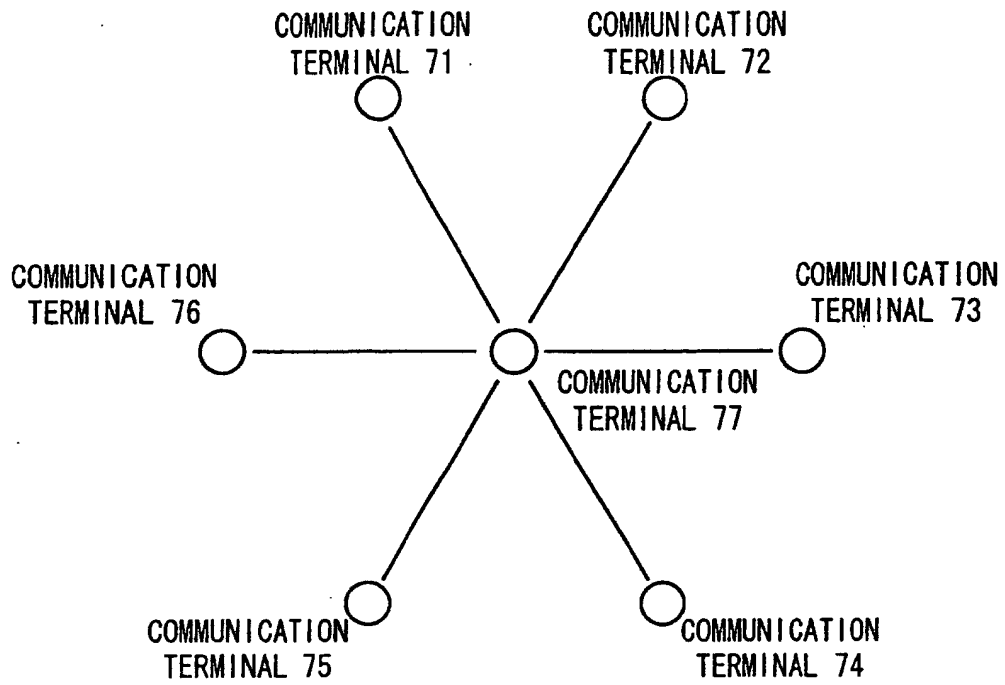 COMMUNICATION
TERMINAL 71
COMMUNICATION
TERMINAL 72
COMMUNICATION
TERMINAL 76
COMMUNICATION
TERMINAL 73
COMMUNICATION
TERMINAL 77
COMMUNICATION
TERMINAL 75
COMMUNICATION
TERMINAL 74